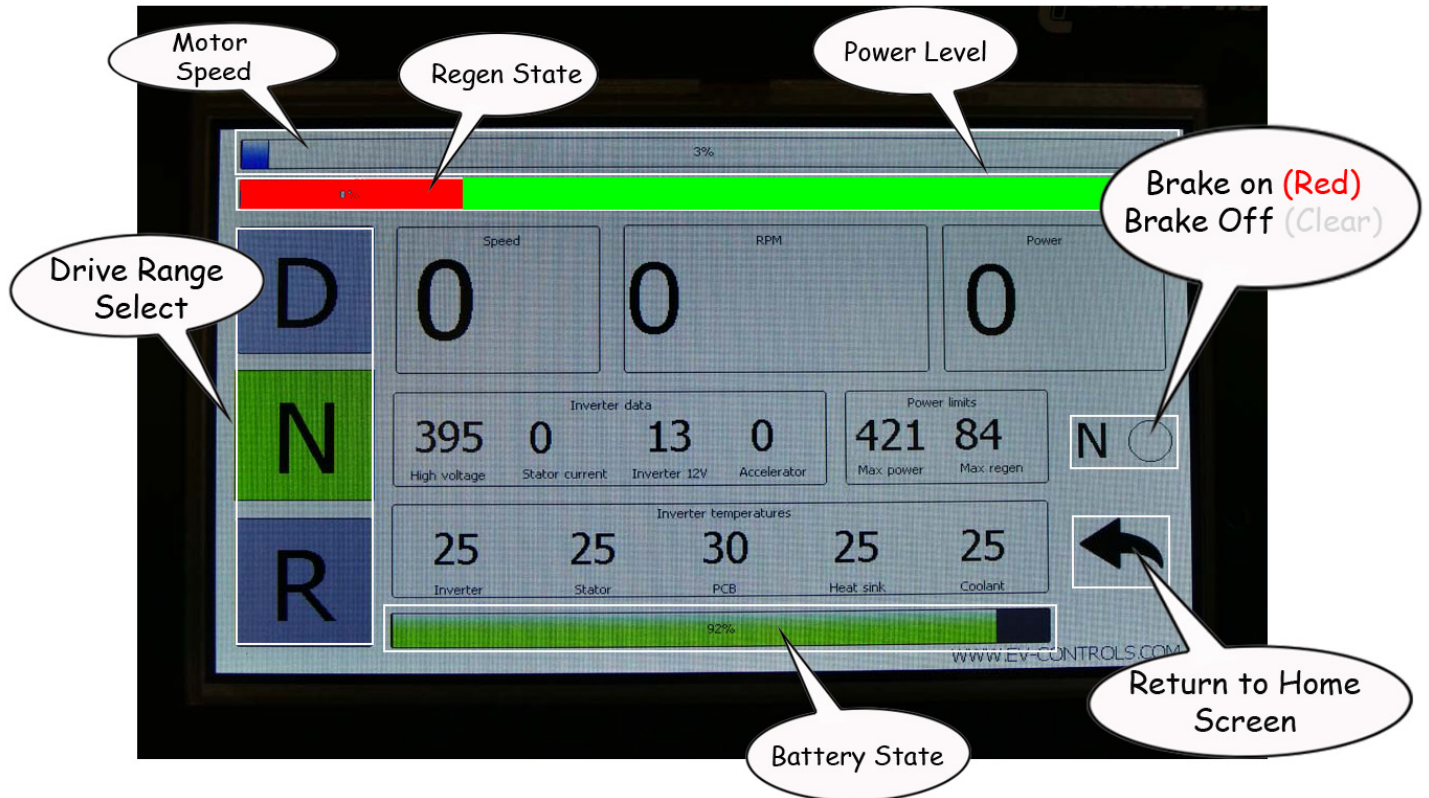 Motor
Speed
Regen State
Power Level
3%
Brake on (Red)
Brake Off (Clear)
Drive Range
Select
D
N
R
Speed
0
RPM
0
Power
0
Inverter data
395
0
13
0
High voltage
Stator current
Inverter 12V
Accelerator
Power limits
421
84
Max power
Max regen
N
Inverter temperatures
25
25
30
25
25
Inverter
Stator
PCB
Heat sink
Coolant
92%
WWW.EV-CONTROLS.COM
Return to Home
Screen
Battery State